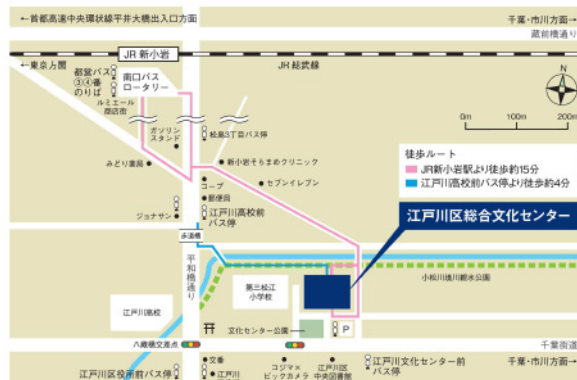 ←首都高速中央環状線平井大橋出入口方面
千葉・市川方面→
蔵前橋通り
JR 新小岩
←東京方面
JR 総武線
都営バス
③④番
のりば
南口バス
ロータリー
ルミエール
商店街
N
0m 100m 200m
ガソリン
スタンド
松島3丁目バス停
みどり薬局
新小岩そらまめクリニック
コープ
セブンイレブン
郵便局
江戸川高校前
バス停
ジョナサン
歩道橋
徒歩ルート
JR新小岩駅より徒歩約15分
江戸川高校前バス停より徒歩約4分
江戸川区総合文化センター
平和橋通り
小松川境川親水公園
第三松江
小学校
江戸川高校
文化センター公園
P
八蔵橋交差点
千葉街道
江戸川区役所前バス停
交番
江戸川
コジマ×
ビックカメラ
江戸川区
中央図書館
江戸川文化センター前
バス停
千葉・市川方面→